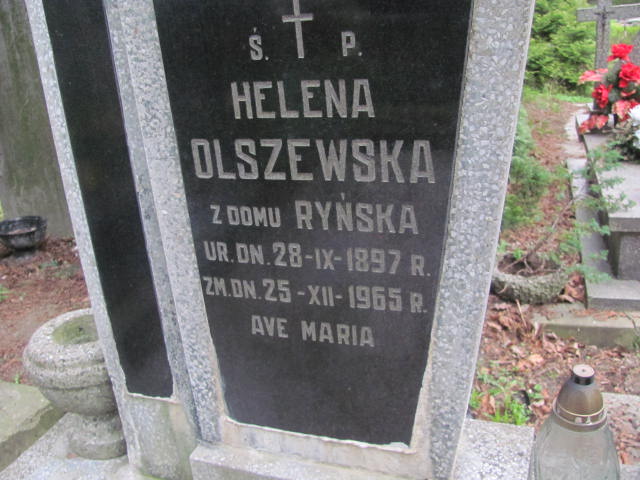 Ś. P.
HELENA
OLSZEWSKA
Z DOMU RYŃSKA
UR. DN. 28-IX-1897 R.
ZM. DN. 25-XII-1965 R.
AVE MARIA